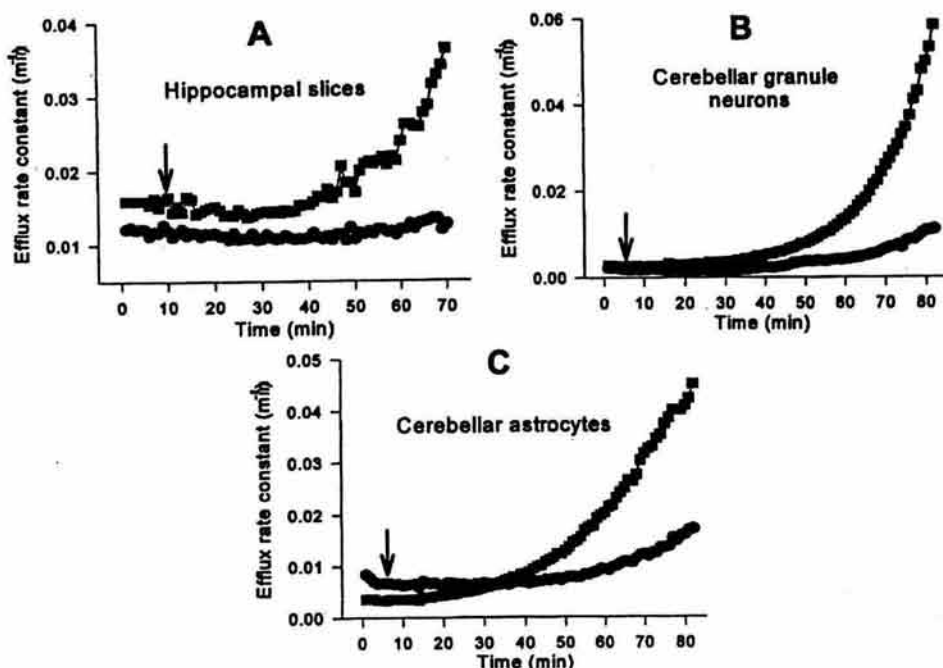 A
Hippocampal slices
Efflux rate constant (m⁻¹)
0.04
0.03
0.02
0.01
0 10 20 30 40 50 60 70
Time (min)
B
Cerebellar granule
neurons
Efflux rate constant (m⁻¹)
0.06
0.04
0.02
0.00
0 10 20 30 40 50 60 70 80
Time (min)
C
Cerebellar astrocytes
Efflux rate constant (m⁻¹)
0.05
0.04
0.03
0.02
0.01
0.00
0 10 20 30 40 50 60 70 80
Time (min)